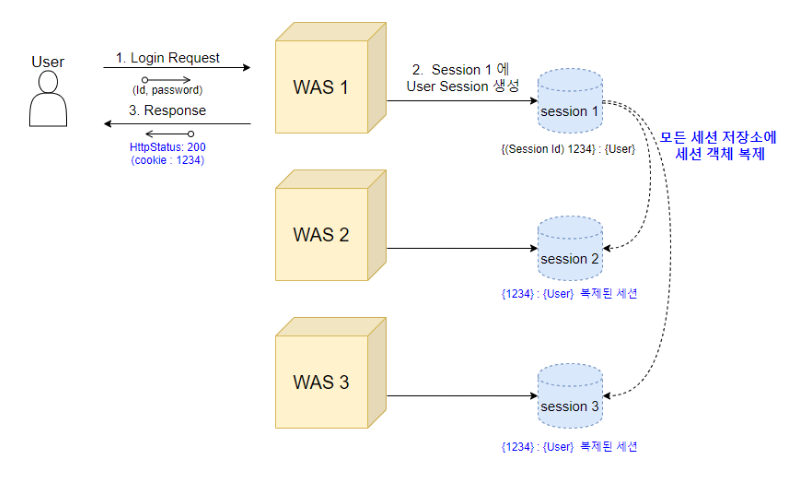 User
1. Login Request
(Id, password)
3. Response
HttpStatus: 200
(cookie : 1234)
WAS 1
2. Session 1 에
User Session 생성
session 1
{(Session Id) 1234} : {User}
모든 세션 저장소에
세션 객체 복제
WAS 2
session 2
{1234} : {User} 복제된 세션
WAS 3
session 3
{1234} : {User} 복제된 세션